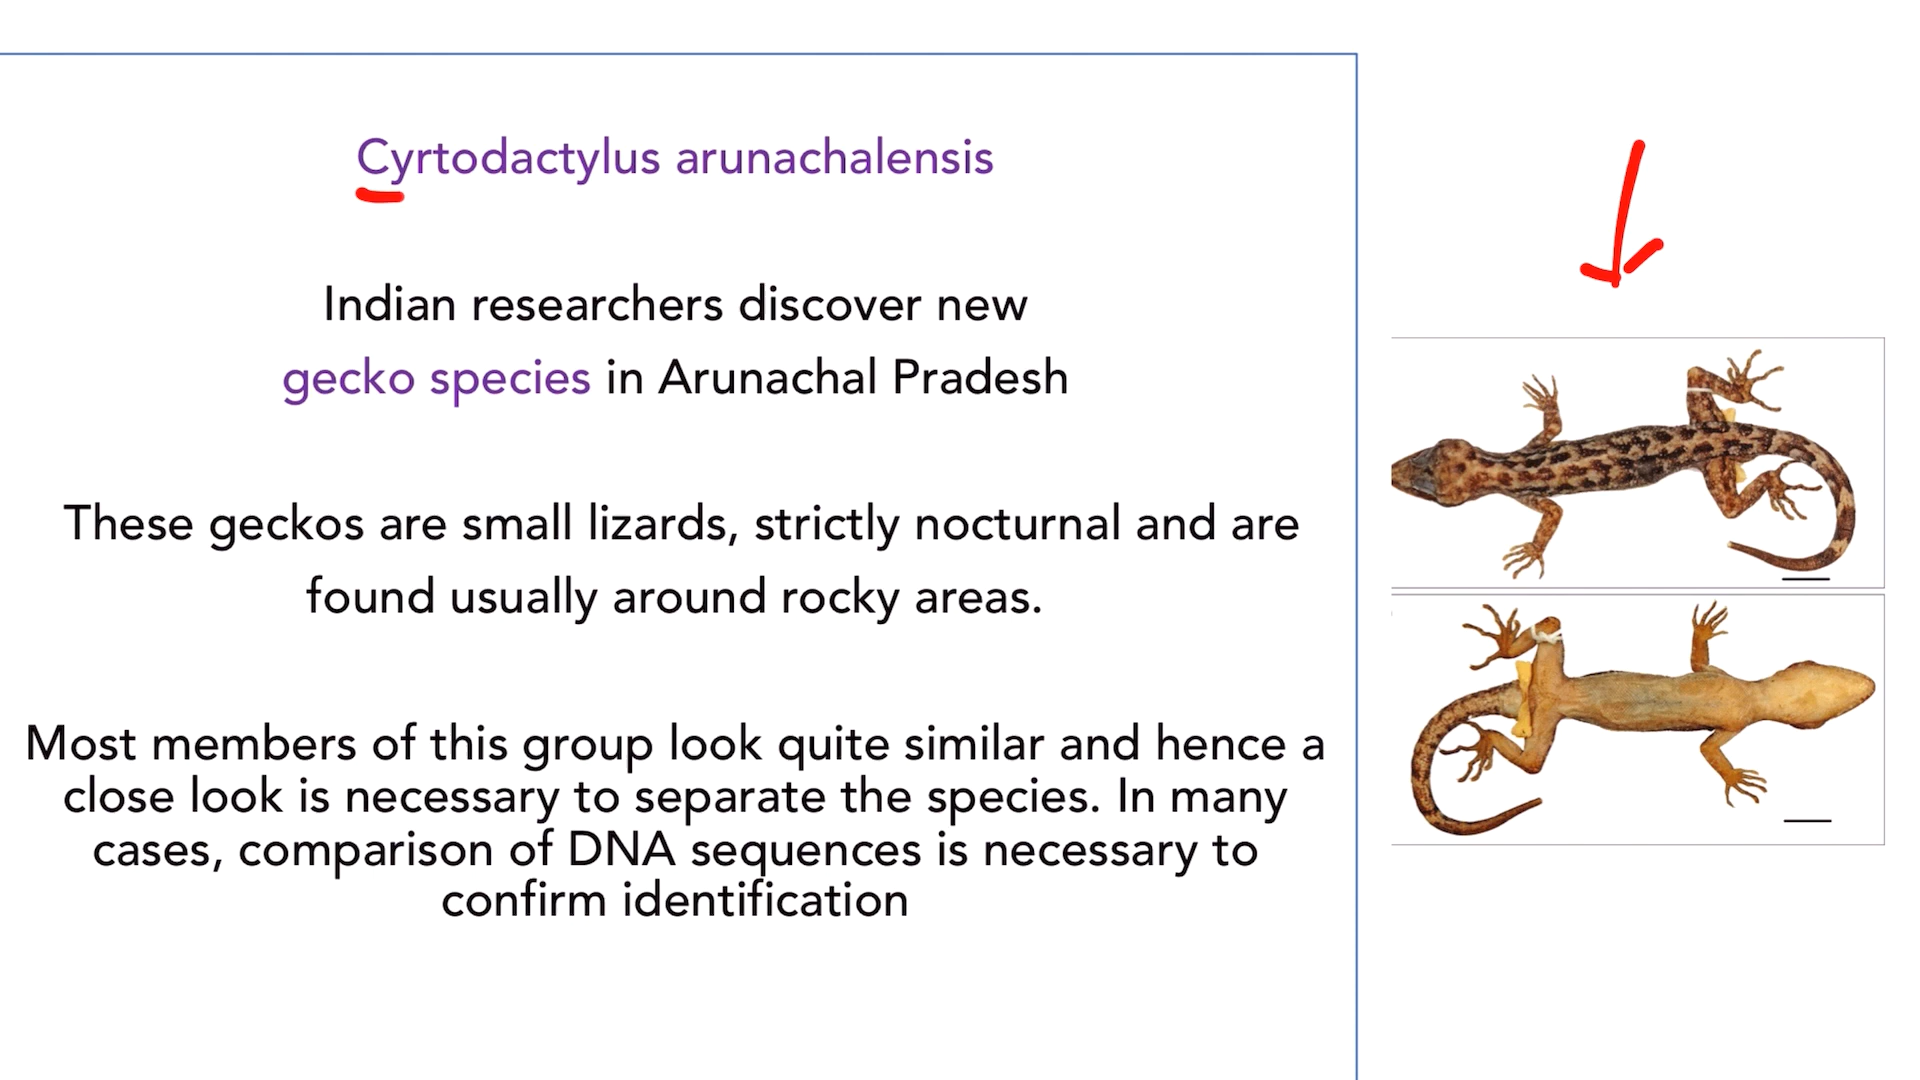 Cyrtodactylus arunachalensis
Indian researchers discover new
gecko species in Arunachal Pradesh
These geckos are small lizards, strictly nocturnal and are
found usually around rocky areas.
Most members of this group look quite similar and hence a
close look is necessary to separate the species. In many
cases, comparison of DNA sequences is necessary to
confirm identification